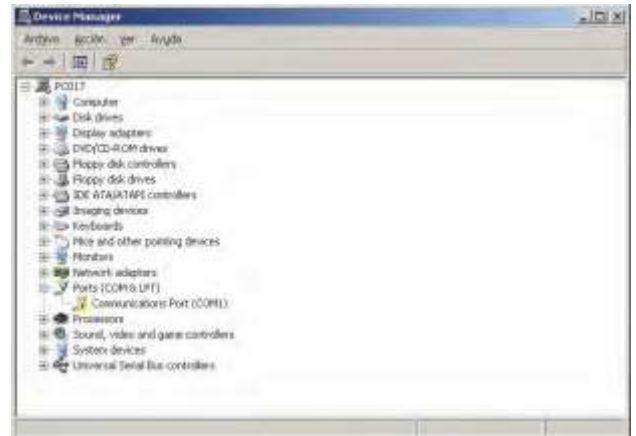 Device Manager
Archivo Acción Ver Ayuda
PC017
Computer
Disk drives
Display adapters
DVD/CD-ROM drives
Floppy disk controllers
Floppy disk drives
IDE ATA/ATAPI controllers
Imaging devices
Keyboards
Mice and other pointing devices
Monitors
Network adapters
Ports (COM & LPT)
Communications Port (COM1)
Processors
Sound, video and game controllers
System devices
Universal Serial Bus controllers